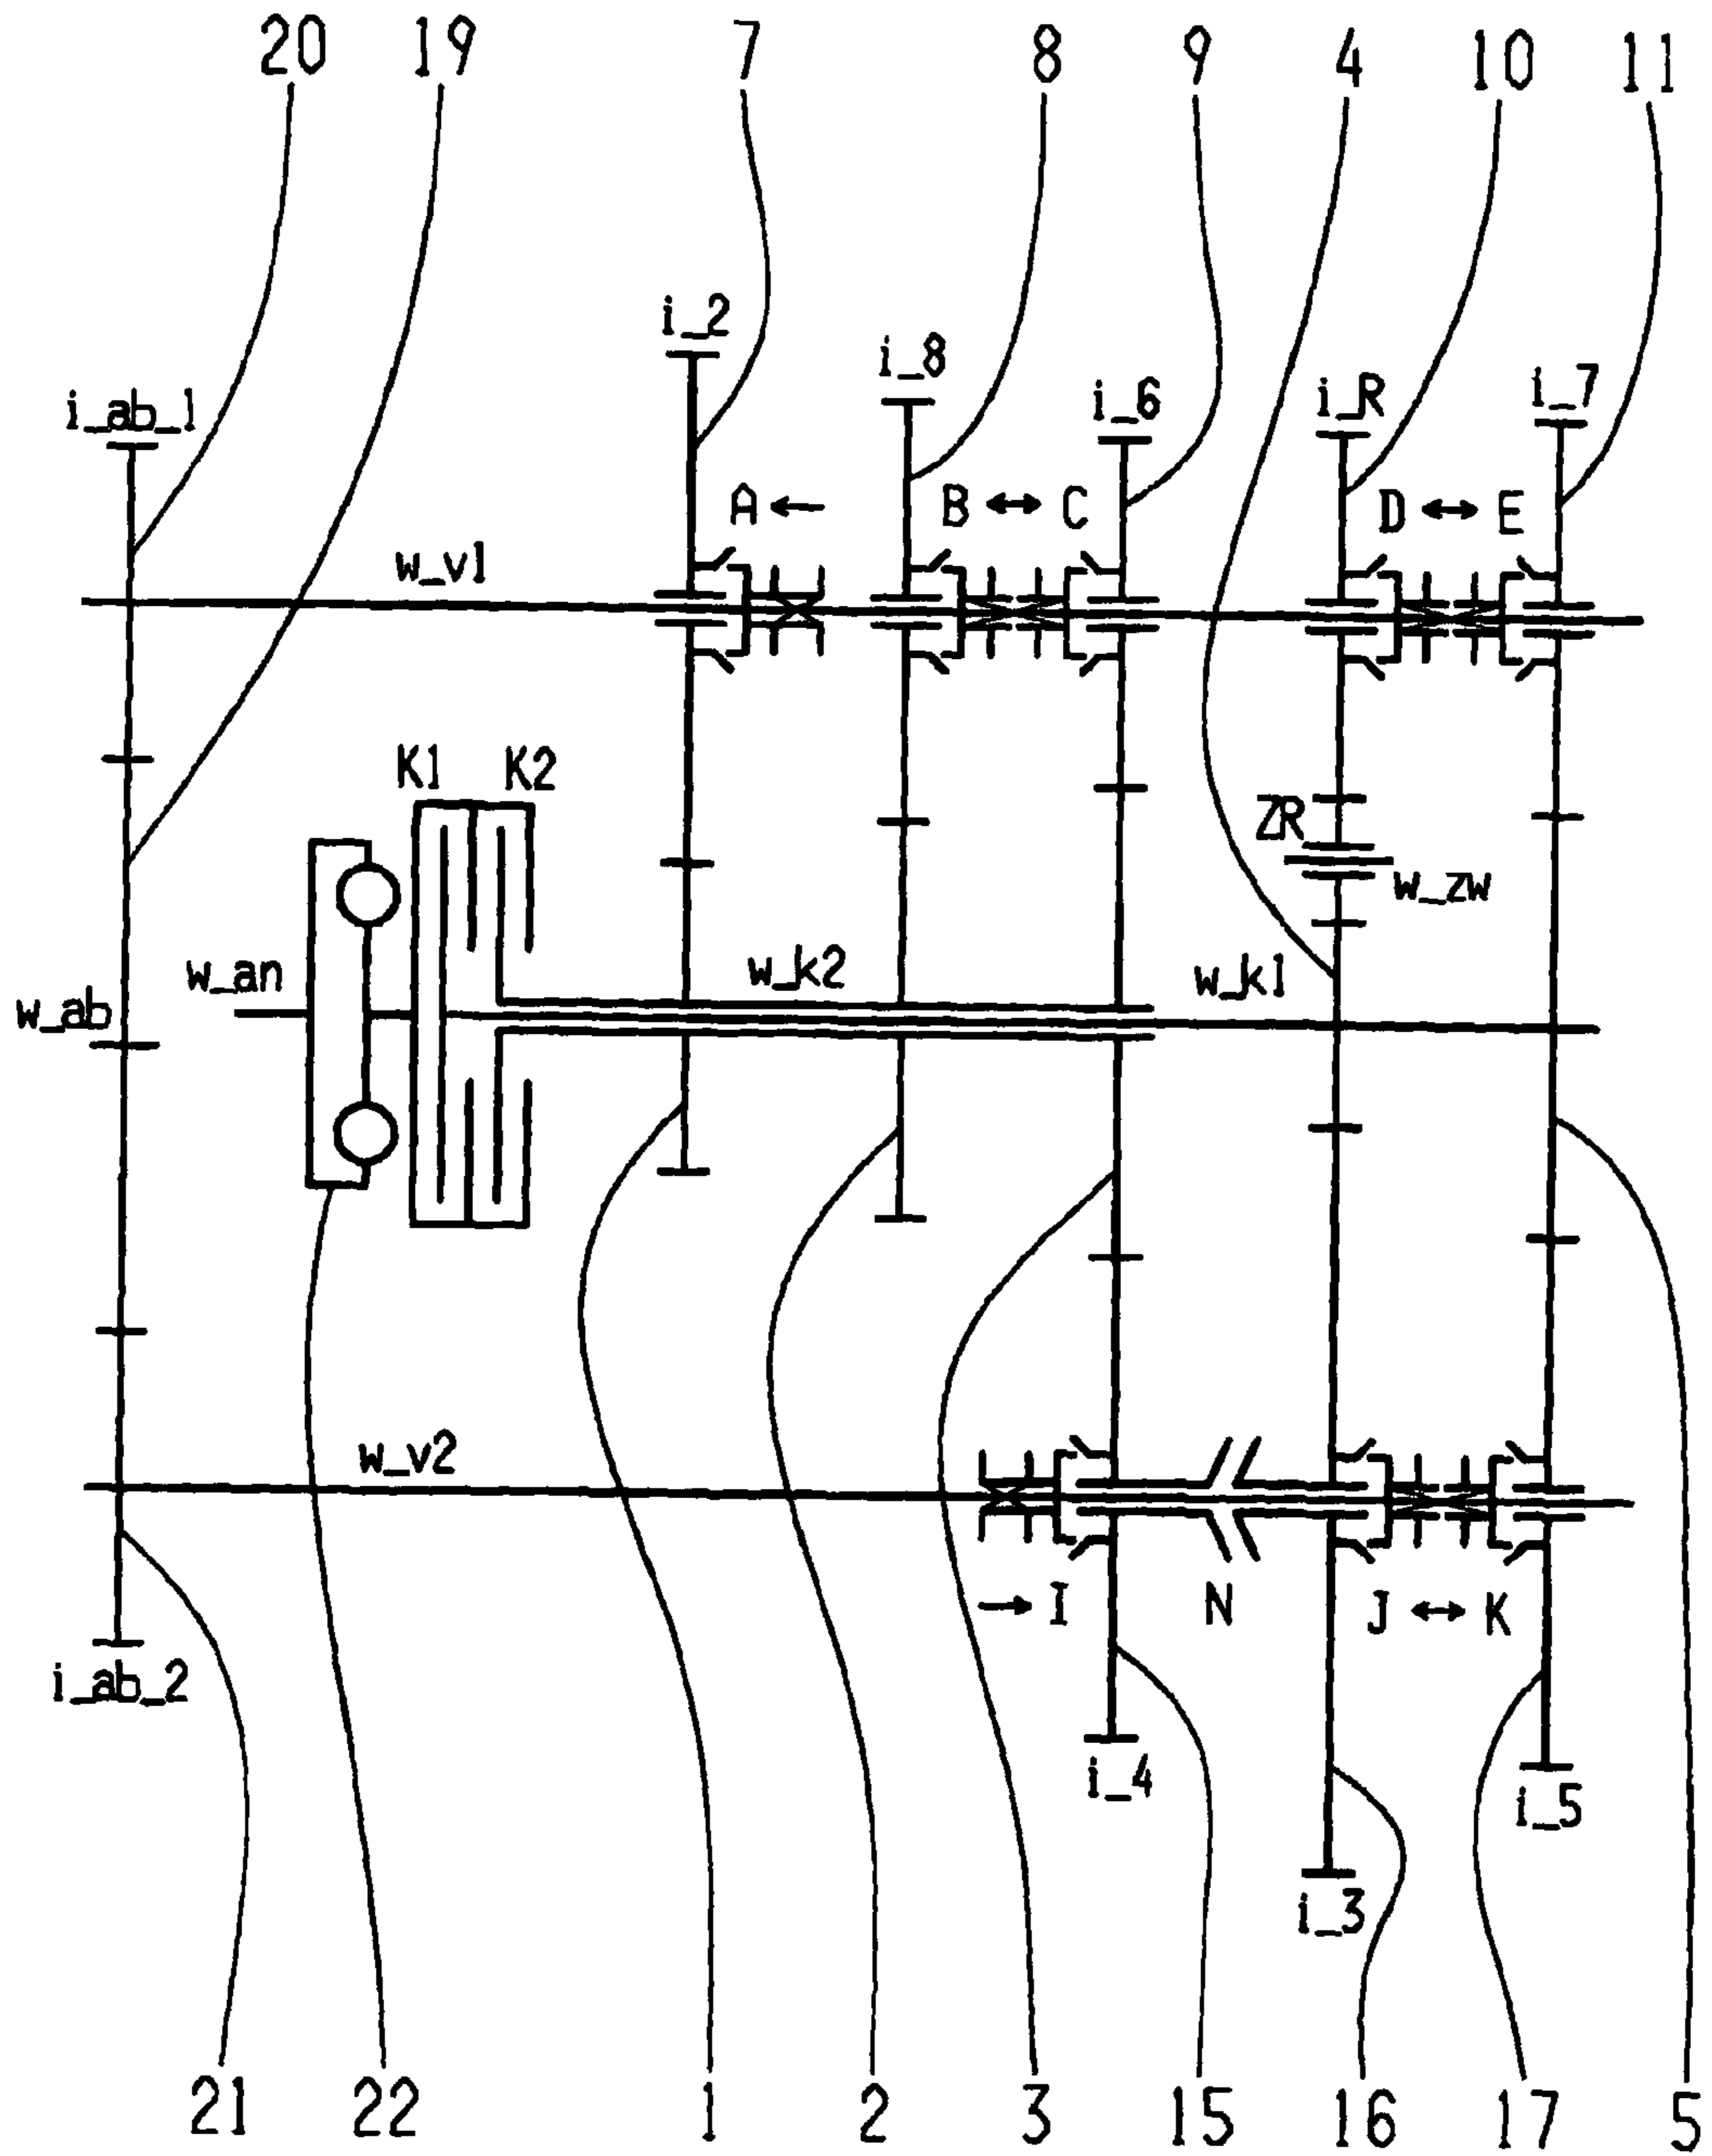 20 19 7 8 9 4 10 11
i_2
i_8
i_ab_1 i_6 i_R i_7
A B C D E
w_v1
K1 K2
ZR
w_zw
w_an w_k2 w_k1
w_ab
w_v2
I N J K
i_ab_2
i_4
i_5
i_3
21 22 1 2 3 15 16 17 5